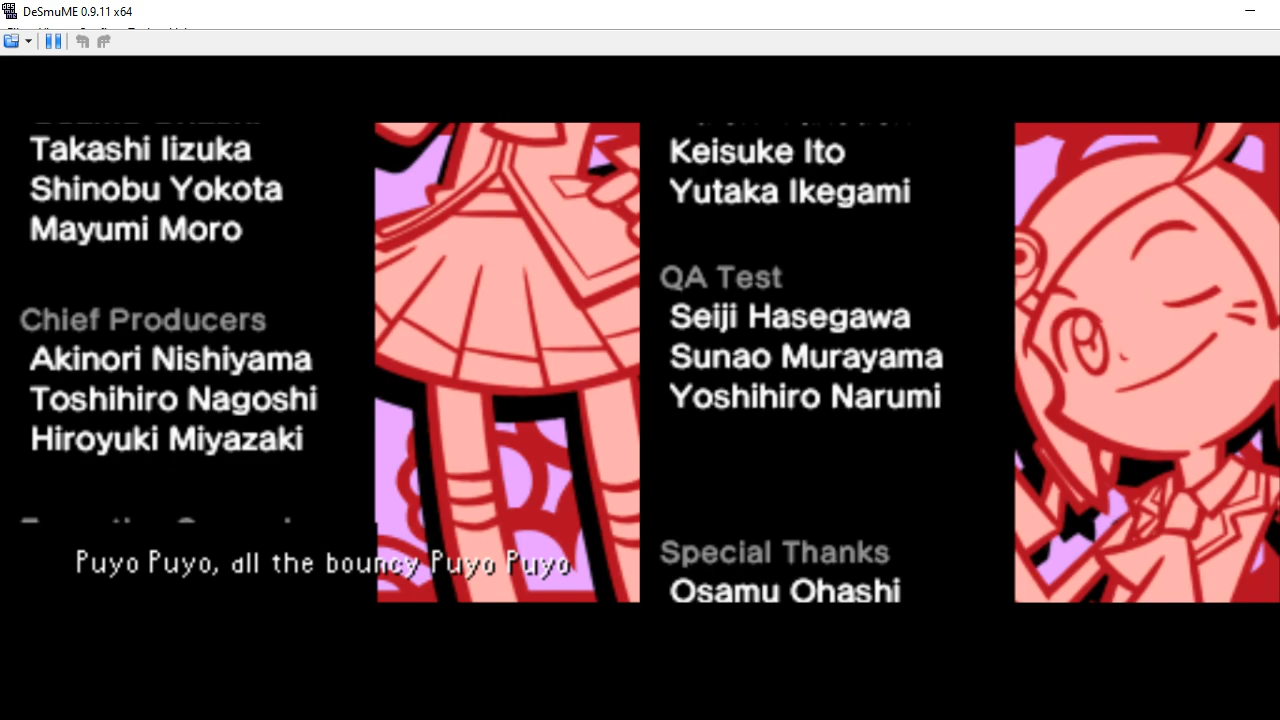 DeSmuME 0.9.11 x64
Takashi Iizuka
Shinobu Yokota
Mayumi Moro
Chief Producers
Akinori Nishiyama
Toshihiro Nagoshi
Hiroyuki Miyazaki
Puyo Puyo, all the bouncy Puyo Puyo
Keisuke Ito
Yutaka Ikegami
QA Test
Seiji Hasegawa
Sunao Murayama
Yoshihiro Narumi
Special Thanks
Osamu Ohashi